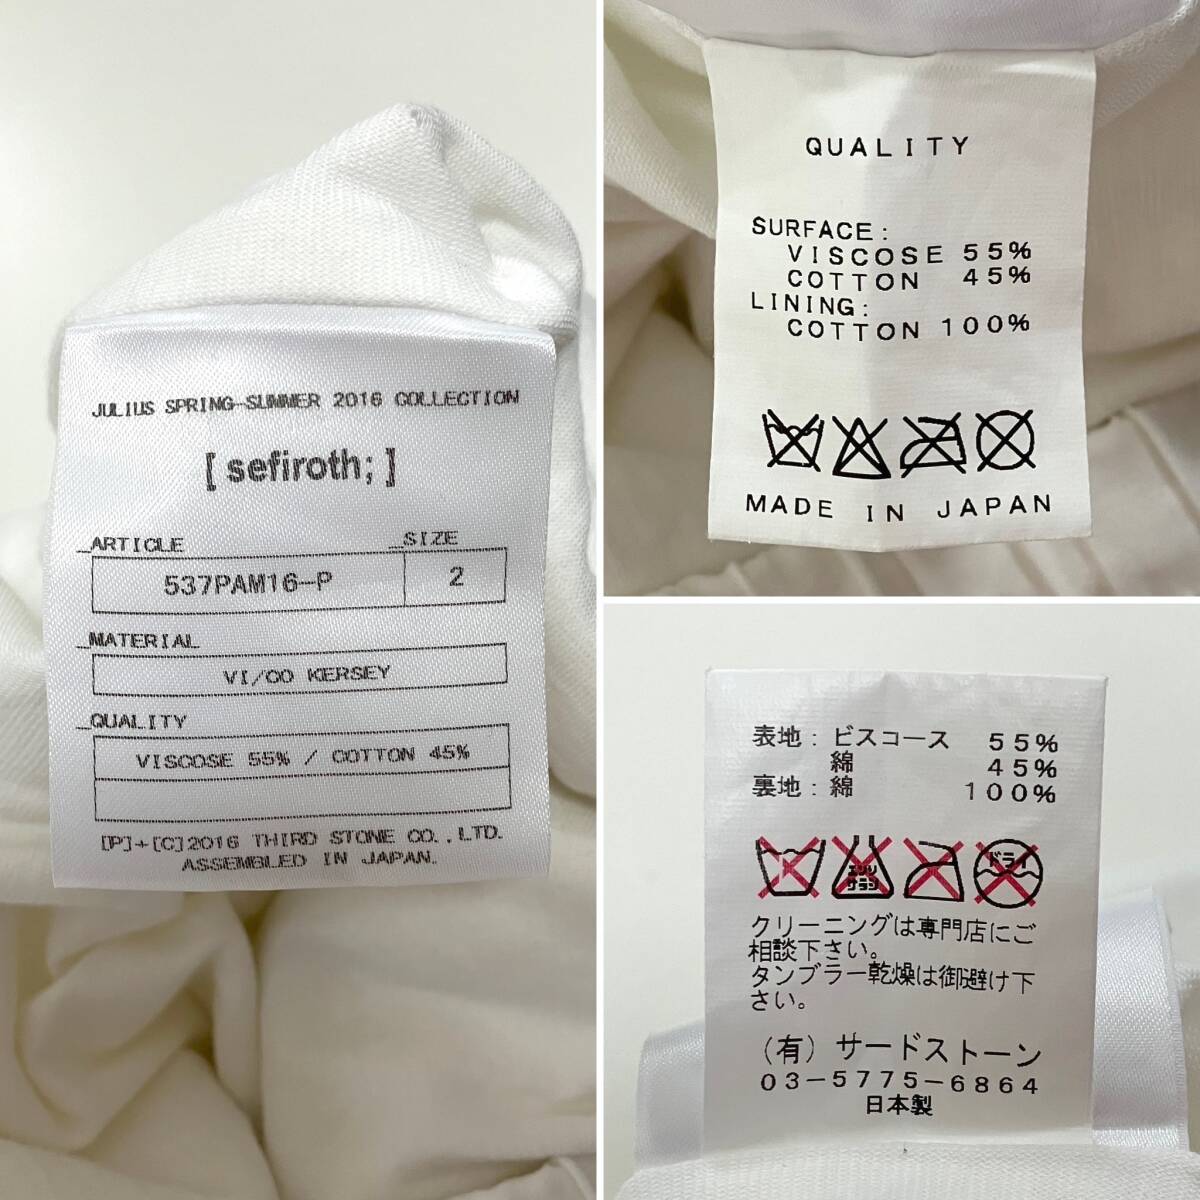 JULIUS SPRING-SUMMER 2016 COLLECTION
[ sefiroth; ]
_ARTICLE _SIZE
537PAM16-P 2
_MATERIAL
VI/CO KERSEY
_QUALITY
VISCOSE 55% / COTTON 45%
[P]+[C]2016 THIRD STONE CO.,LTD.
ASSEMBLED IN JAPAN.
QUALITY
SURFACE:
VISCOSE 55%
COTTON 45%
LINING:
COTTON 100%
MADE IN JAPAN
表地:ビスコース 55%
綿 45%
裏地:綿 100%
エンソ
サラシ
ドライ
クリーニングは専門店にご
相談下さい。
タンブラー乾燥は御避け下
さい。
(有)サードストーン
03-5775-6864
日本製